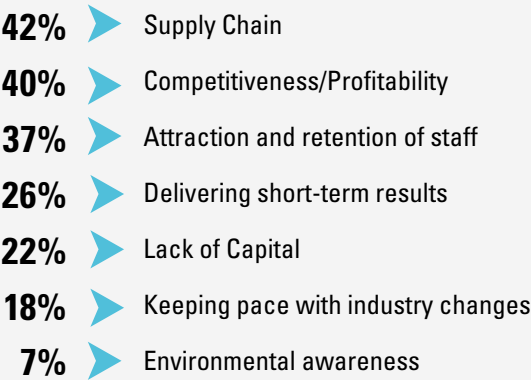 42% Supply Chain
40% Competitiveness/Profitability
37% Attraction and retention of staff
26% Delivering short-term results
22% Lack of Capital
18% Keeping pace with industry changes
7% Environmental awareness